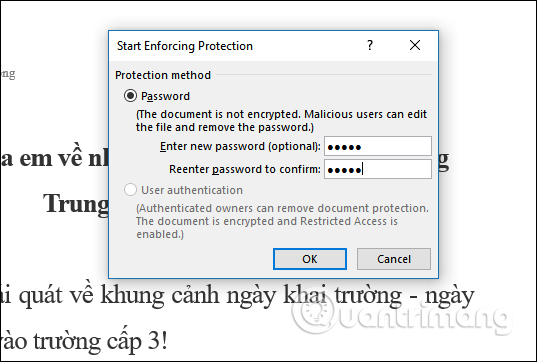 Start Enforcing Protection
ông
Protection method
Password
(The document is not encrypted. Malicious users can edit
the file and remove the password.)
Enter new password (optional): •••••
Reenter password to confirm: •••••
User authentication
(Authenticated owners can remove document protection.
The document is encrypted and Restricted Access is
enabled.)
OK Cancel
a em về
g
Trung
ái quát về khung cảnh ngày khai trường - ngày
vào trường cấp 3!
Quantrimang